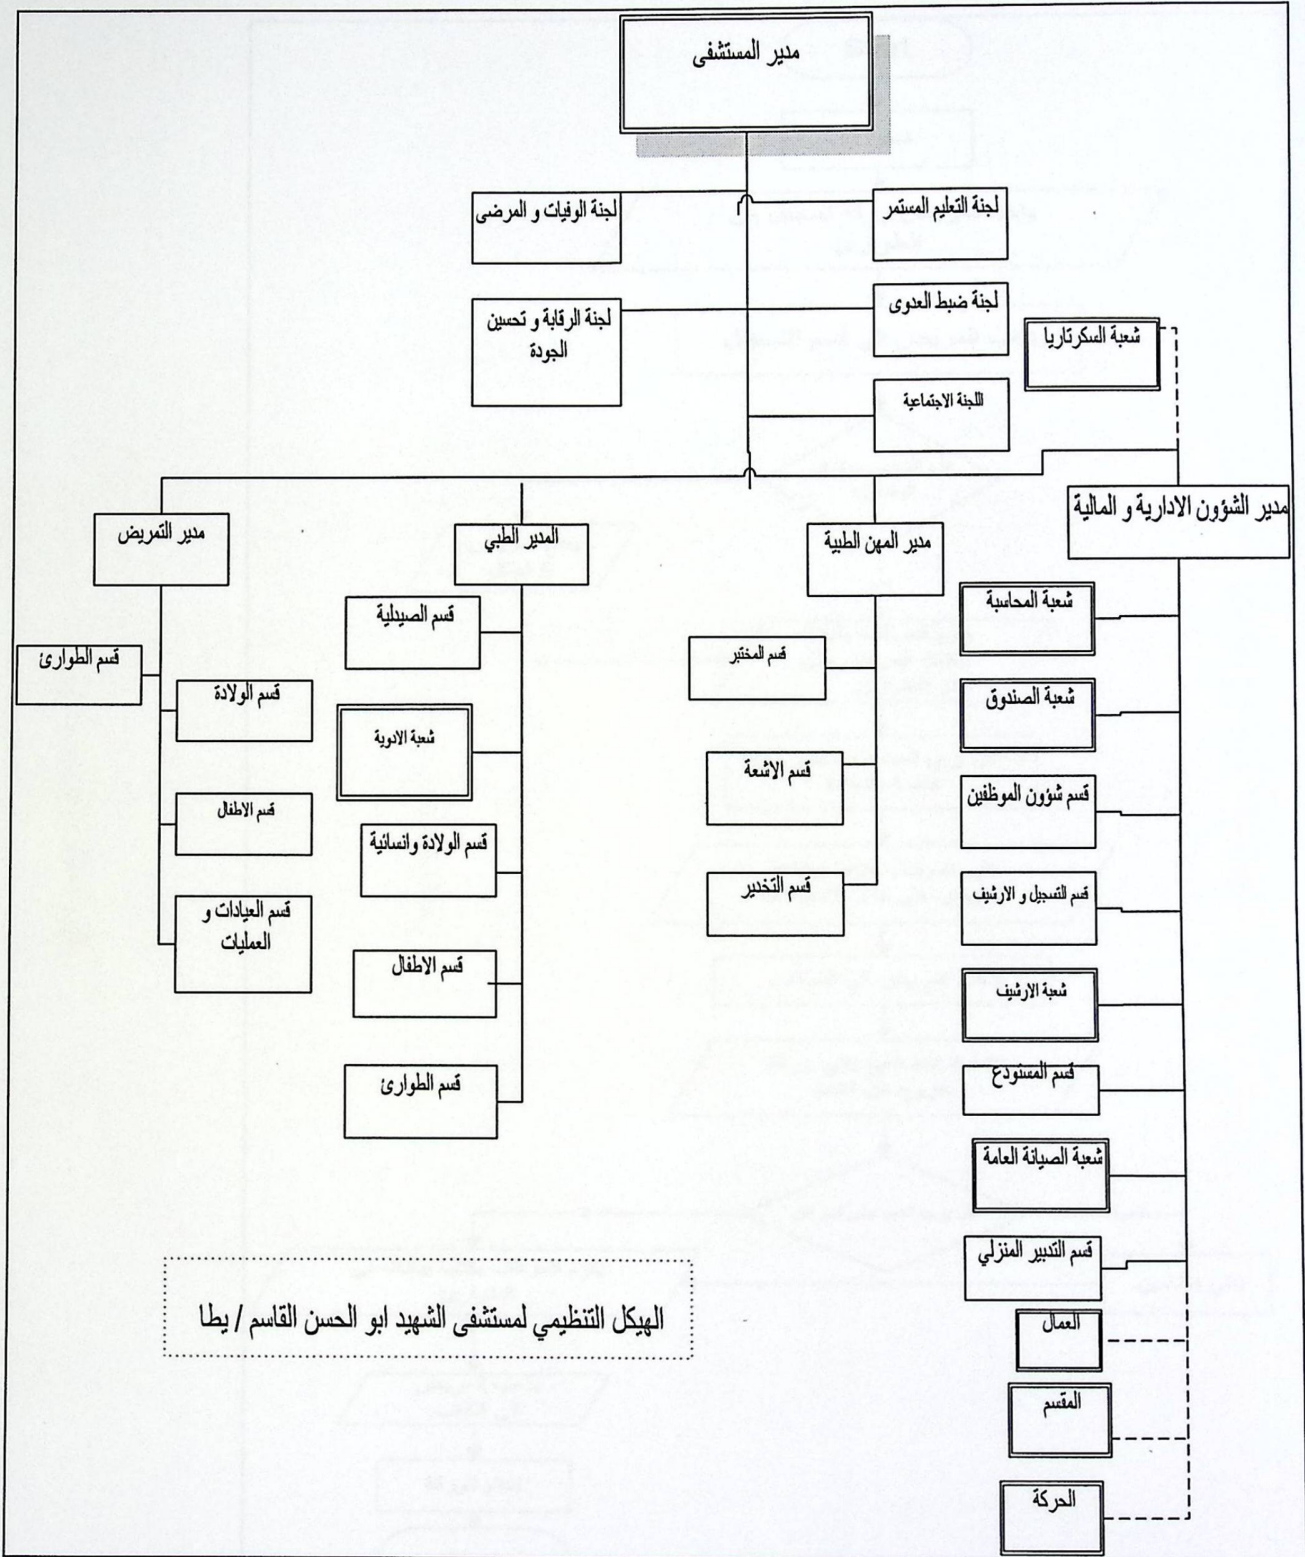 مدير المستشفى
لجنة التعليم المستمر
لجنة الوفيات و المرضى
لجنة ضبط العدوى
لجنة الرقابة و تحسين
الجودة
شعبة السكرتاريا
اللجنة الاجتماعية
مدير الشؤون الادارية و المالية
مدير المهن الطبية
المدير الطبي
مدير التمريض
شعبة المحاسبة
شعبة الصندوق
قسم شؤون الموظفين
قسم التسجيل و الارشيف
شعبة الارشيف
قسم المستودع
شعبة الصيانة العامة
قسم التدبير المنزلي
العمال
المقسم
الحركة
قسم المختبر
قسم الاشعة
قسم التخدير
قسم الصيدلية
شعبة الادوية
قسم الولادة وانسائية
قسم الاطفال
قسم الطوارئ
قسم الطوارئ
قسم الولادة
قسم الاطفال
قسم العيادات و
العمليات
الهيكل التنظيمي لمستشفى الشهيد ابو الحسن القاسم / يطا